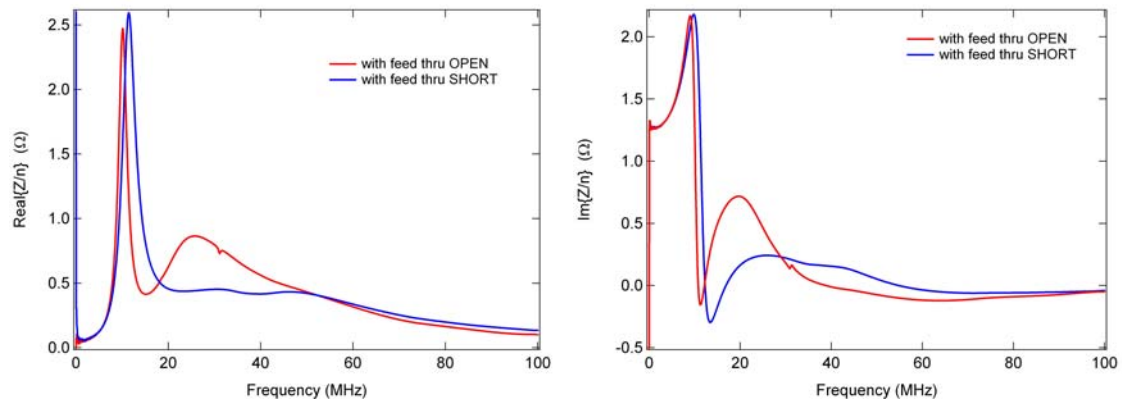 2.5
2.0
1.5
1.0
0.5
0.0
Real{Z/n} (Ω)
with feed thru OPEN
with feed thru SHORT
0 20 40 60 80 100
Frequency (MHz)
2.0
1.5
1.0
0.5
0.0
-0.5
Im{Z/n} (Ω)
with feed thru OPEN
with feed thru SHORT
0 20 40 60 80 100
Frequency (MHz)